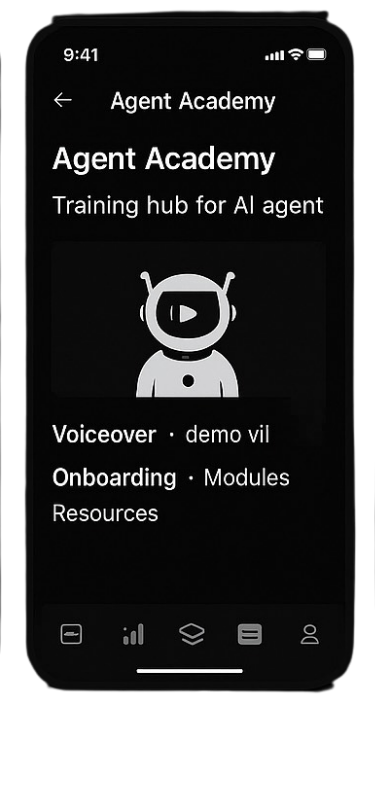 9:41
Agent Academy
Agent Academy
Training hub for AI agent
Voiceover · demo vil
Onboarding · Modules
Resources